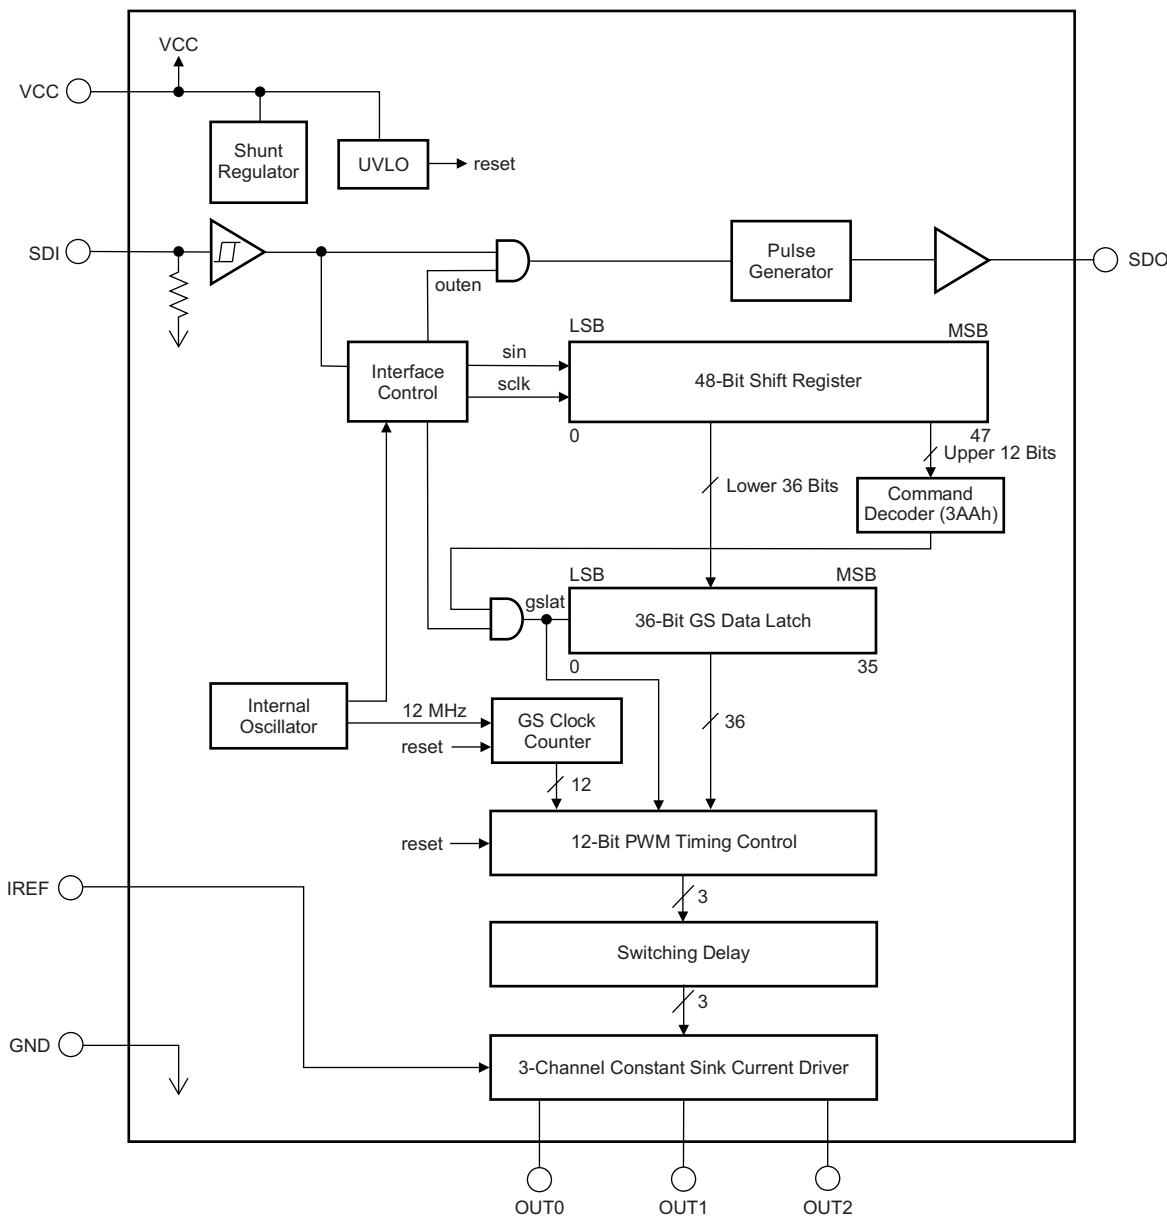 VCC
VCC
Shunt
Regulator
UVLO
reset
SDI
outen
Pulse
Generator
SDO
LSB
MSB
Interface
Control
sin
sclk
48-Bit Shift Register
0
47
Upper 12 Bits
Lower 36 Bits
Command
Decoder (3AAh)
LSB
MSB
gslat
36-Bit GS Data Latch
0
35
Internal
Oscillator
12 MHz
reset
GS Clock
Counter
36
12
reset
12-Bit PWM Timing Control
IREF
3
Switching Delay
3
GND
3-Channel Constant Sink Current Driver
OUT0
OUT1
OUT2